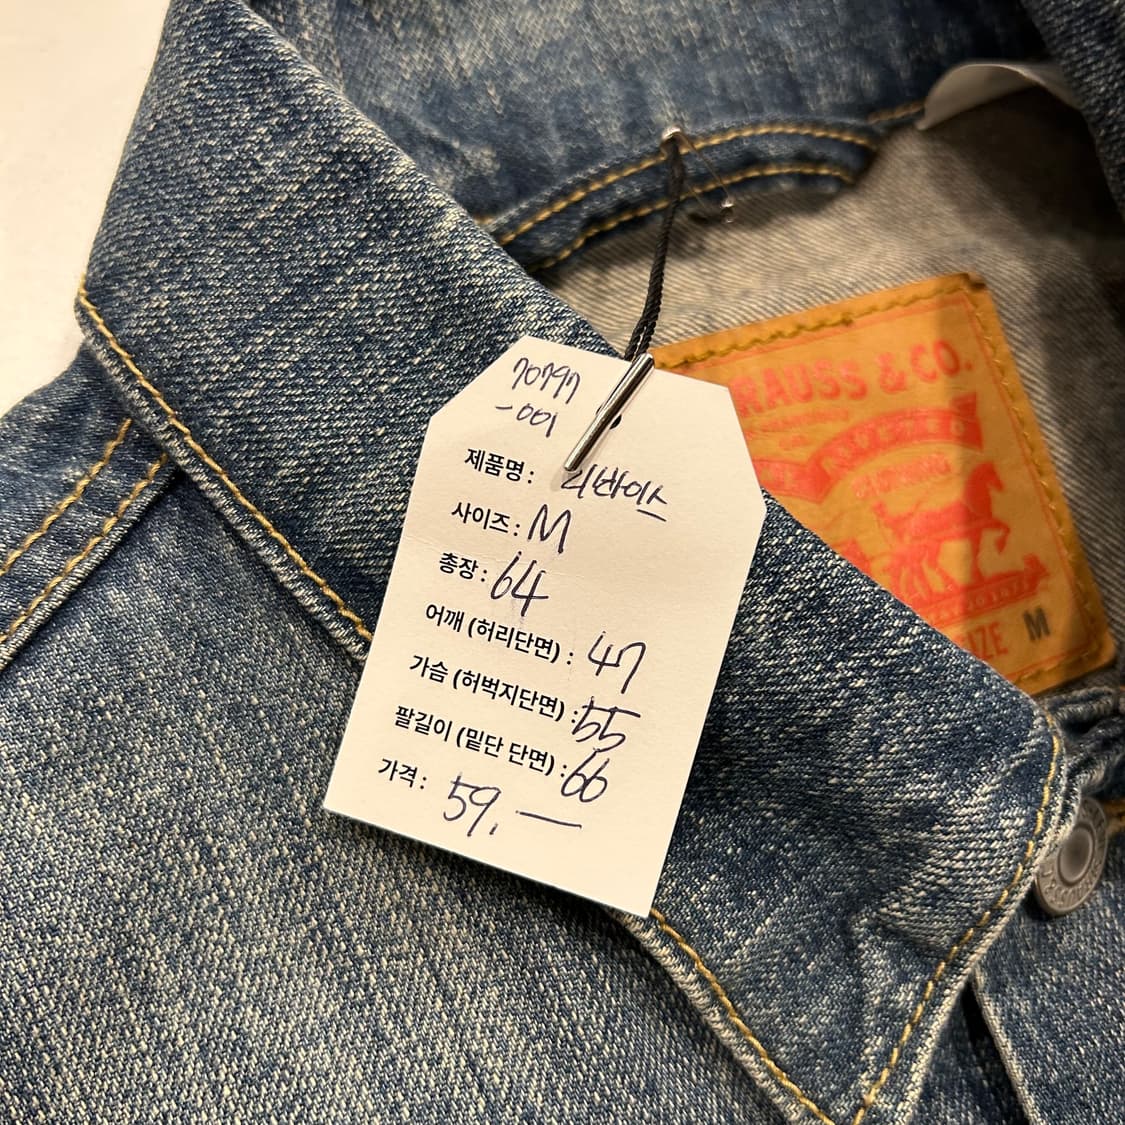 70797
-001
제품명: 리바이스
사이즈: M
총장: 64
어깨 (허리단면) : 47
가슴 (허벅지단면) : 55
팔길이 (밑단 단면) : 66
가격: 59.—
RAUSS & CO.
SIZE M